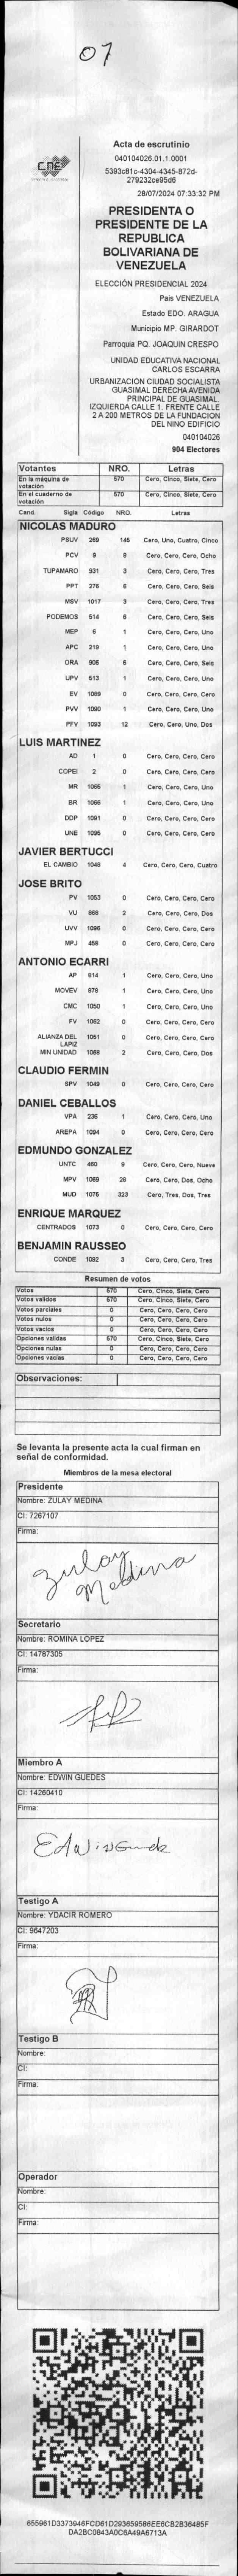 07
CNE
Acta de escrutinio
040104026.01.1.0001
5393c81c-4304-4345-872d-
279232ce95d6
28/07/2024 07:33:32 PM
PRESIDENTA O
PRESIDENTE DE LA
REPUBLICA
BOLIVARIANA DE
VENEZUELA
ELECCIÓN PRESIDENCIAL 2024
Pais VENEZUELA
Estado EDO. ARAGUA
Municipio MP. GIRARDOT
Parroquia PQ. JOAQUIN CRESPO
UNIDAD EDUCATIVA NACIONAL
CARLOS ESCARRA
URBANIZACION CIUDAD SOCIALISTA
GUASIMAL DERECHA AVENIDA
PRINCIPAL DE GUASIMAL.
IZQUIERDA CALLE 1. FRENTE CALLE
2 A 200 METROS DE LA FUNDACION
DEL NINO EDIFICIO
040104026
904 Electores
Votantes NRO. Letras
En la máquina de votación 570 Cero, Cinco, Siete, Cero
En el cuaderno de votación 570 Cero, Cinco, Siete, Cero
Cand. Sigla Código NRO. Letras
NICOLAS MADURO
PSUV 269 145 Cero, Uno, Cuatro, Cinco
PCV 9 8 Cero, Cero, Cero, Ocho
TUPAMARO 931 3 Cero, Cero, Cero, Tres
PPT 276 6 Cero, Cero, Cero, Seis
MSV 1017 3 Cero, Cero, Cero, Tres
PODEMOS 514 6 Cero, Cero, Cero, Seis
MEP 6 1 Cero, Cero, Cero, Uno
APC 219 1 Cero, Cero, Cero, Uno
ORA 906 6 Cero, Cero, Cero, Seis
UPV 513 1 Cero, Cero, Cero, Uno
EV 1089 0 Cero, Cero, Cero, Cero
PVV 1090 1 Cero, Cero, Cero, Uno
PFV 1093 12 Cero, Cero, Uno, Dos
LUIS MARTINEZ
AD 1 0 Cero, Cero, Cero, Cero
COPEI 2 0 Cero, Cero, Cero, Cero
MR 1065 1 Cero, Cero, Cero, Uno
BR 1066 1 Cero, Cero, Cero, Uno
DDP 1091 0 Cero, Cero, Cero, Cero
UNE 1095 0 Cero, Cero, Cero, Cero
JAVIER BERTUCCI
EL CAMBIO 1048 4 Cero, Cero, Cero, Cuatro
JOSE BRITO
PV 1053 0 Cero, Cero, Cero, Cero
VU 868 2 Cero, Cero, Cero, Dos
UVV 1096 0 Cero, Cero, Cero, Cero
MPJ 458 0 Cero, Cero, Cero, Cero
ANTONIO ECARRI
AP 614 1 Cero, Cero, Cero, Uno
MOVEV 878 1 Cero, Cero, Cero, Uno
CMC 1050 1 Cero, Cero, Cero, Uno
FV 1062 0 Cero, Cero, Cero, Cero
ALIANZA DEL LAPIZ 1051 0 Cero, Cero, Cero, Cero
MIN UNIDAD 1068 2 Cero, Cero, Cero, Dos
CLAUDIO FERMIN
SPV 1049 0 Cero, Cero, Cero, Cero
DANIEL CEBALLOS
VPA 236 1 Cero, Cero, Cero, Uno
AREPA 1094 0 Cero, Cero, Cero, Cero
EDMUNDO GONZALEZ
UNTC 460 9 Cero, Cero, Cero, Nueve
MPV 1069 28 Cero, Cero, Dos, Ocho
MUD 1075 323 Cero, Tres, Dos, Tres
ENRIQUE MARQUEZ
CENTRADOS 1073 0 Cero, Cero, Cero, Cero
BENJAMIN RAUSSEO
CONDE 1082 3 Cero, Cero, Cero, Tres
Resumen de votos
Votos 570 Cero, Cinco, Siete, Cero
Votos validos 570 Cero, Cinco, Siete, Cero
Votos parciales 0 Cero, Cero, Cero, Cero
Votos nulos 0 Cero, Cero, Cero, Cero
Votos vacios 0 Cero, Cero, Cero, Cero
Opciones validas 570 Cero, Cinco, Siete, Cero
Opciones nulas 0 Cero, Cero, Cero, Cero
Opciones vacias 0 Cero, Cero, Cero, Cero
Observaciones:
Se levanta la presente acta la cual firman en
señal de conformidad.
Miembros de la mesa electoral
Presidente
Nombre: ZULAY MEDINA
CI: 7267107
Firma:
Zulay
Medina
Secretario
Nombre: ROMINA LOPEZ
CI: 14787305
Firma:
Miembro A
Nombre: EDWIN GUEDES
CI: 14260410
Firma:
Testigo A
Nombre: YDACIR ROMERO
CI: 9647203
Firma:
Testigo B
Nombre:
CI:
Firma:
Operador
Nombre:
CI:
Firma:
855961D3373946FCD61D293659586EE6CB2B36485F
DA2BC0843A0C6A49A6713A